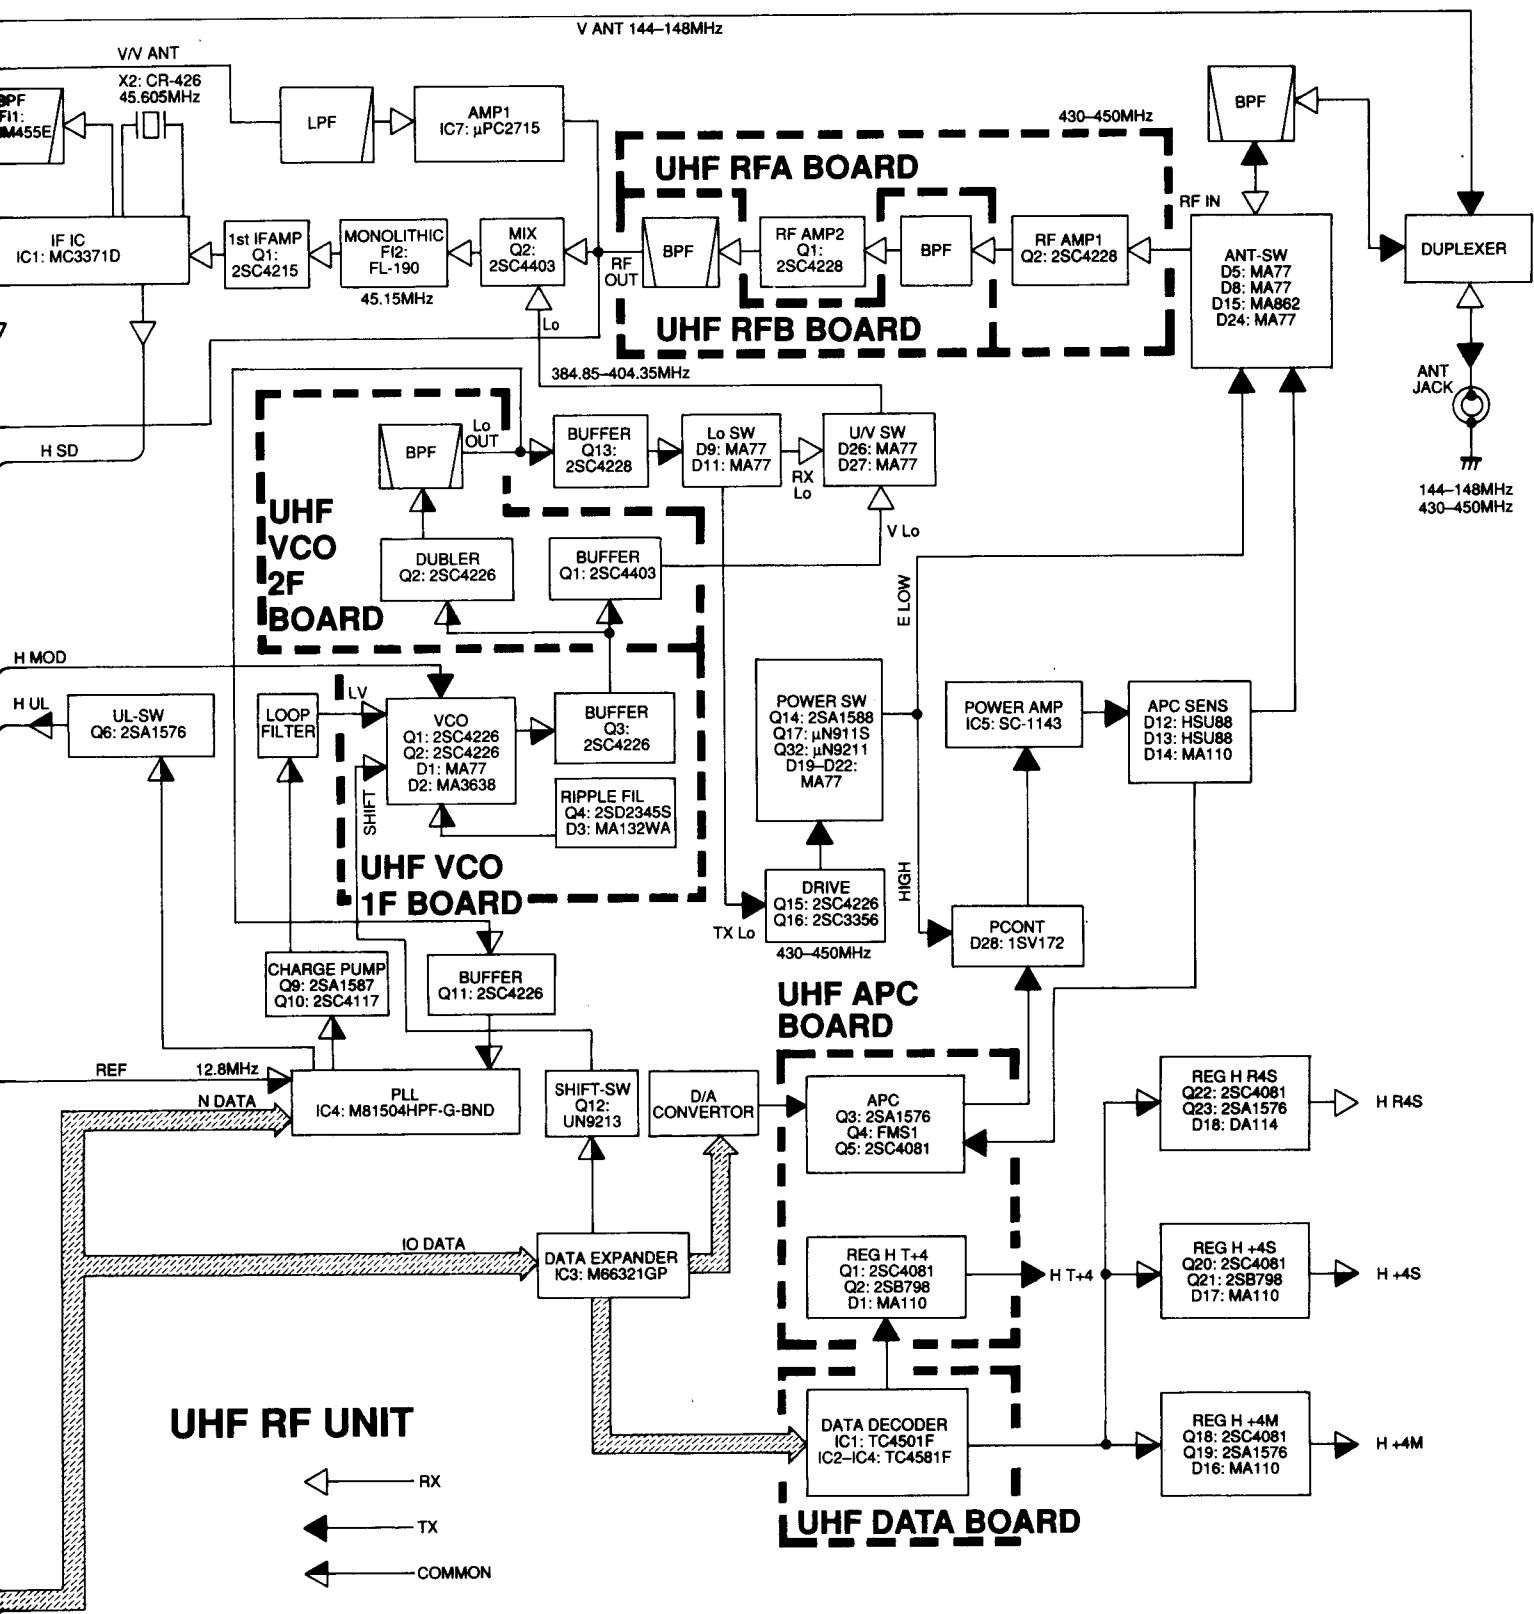 V ANT 144–148MHz
V/V ANT
X2: CR-426
45.605MHz
BPF
FI1:
M455E
LPF
AMP1
IC7: µPC2715
430–450MHz
BPF
UHF RFA BOARD
RF IN
IF IC
IC1: MC3371D
1st IFAMP
Q1:
2SC4215
MONOLITHIC
FI2:
FL-190
45.15MHz
MIX
Q2:
2SC4403
Lo
RF
OUT
BPF
RF AMP2
Q1:
2SC4228
BPF
RF AMP1
Q2: 2SC4228
ANT-SW
D5: MA77
D8: MA77
D15: MA862
D24: MA77
DUPLEXER
UHF RFB BOARD
384.85–404.35MHz
ANT
JACK
144–148MHz
430–450MHz
H SD
BPF
Lo
OUT
BUFFER
Q13:
2SC4228
Lo SW
D9: MA77
D11: MA77
RX
Lo
U/V SW
D26: MA77
D27: MA77
V Lo
UHF
VCO
2F
BOARD
DUBLER
Q2: 2SC4226
BUFFER
Q1: 2SC4403
E LOW
H MOD
H UL
UL-SW
Q6: 2SA1576
LOOP
FILTER
LV
SHIFT
VCO
Q1: 2SC4226
Q2: 2SC4226
D1: MA77
D2: MA3638
BUFFER
Q3:
2SC4226
RIPPLE FIL
Q4: 2SD2345S
D3: MA132WA
UHF VCO
1F BOARD
POWER SW
Q14: 2SA1588
Q17: µN911S
Q32: µN9211
D19–D22:
MA77
POWER AMP
IC5: SC-1143
APC SENS
D12: HSU88
D13: HSU88
D14: MA110
HIGH
TX Lo
DRIVE
Q15: 2SC4226
Q16: 2SC3356
430–450MHz
PCONT
D28: 1SV172
CHARGE PUMP
Q9: 2SA1587
Q10: 2SC4117
BUFFER
Q11: 2SC4226
UHF APC
BOARD
REF
12.8MHz
N DATA
PLL
IC4: M81504HPF-G-BND
SHIFT-SW
Q12:
UN9213
D/A
CONVERTOR
APC
Q3: 2SA1576
Q4: FMS1
Q5: 2SC4081
REG H R4S
Q22: 2SC4081
Q23: 2SA1576
D18: DA114
H R4S
IO DATA
DATA EXPANDER
IC3: M66321GP
REG H T+4
Q1: 2SC4081
Q2: 2SB798
D1: MA110
H T+4
REG H +4S
Q20: 2SC4081
Q21: 2SB798
D17: MA110
H +4S
DATA DECODER
IC1: TC4501F
IC2–IC4: TC4581F
REG H +4M
Q18: 2SC4081
Q19: 2SA1576
D16: MA110
H +4M
UHF DATA BOARD
UHF RF UNIT
RX
TX
COMMON